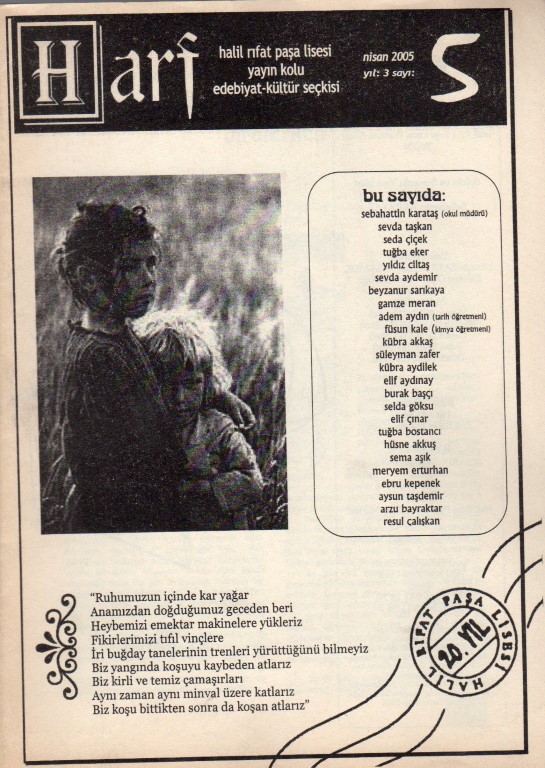 Harf
halil rıfat paşa lisesi
yayın kolu
edebiyat-kültür seçkisi
nisan 2005
yıl: 3 sayı:
5
bu sayıda:
sebahattin karataş (okul müdürü)
sevda taşkan
seda çiçek
tuğba eker
yıldız ciltaş
sevda aydemir
beyzanur sarıkaya
gamze meran
adem aydın (tarih öğretmeni)
füsun kale (kimya öğretmeni)
kübra akkaş
süleyman zafer
kübra aydilek
elif aydınay
burak başçı
selda göksu
elif çınar
tuğba bostancı
hüsne akkuş
sema aşık
meryem erturhan
ebru kepenek
aysun taşdemir
arzu bayraktar
resul çalışkan
“Ruhumuzun içinde kar yağar
Anamızdan doğduğumuz geceden beri
Heybemizi emektar makinelere yükleriz
Fikirlerimizi tıfıl vinçlere
İri buğday tanelerinin trenleri yürüttüğünü bilmeyiz
Biz yangında koşuyu kaybeden atlarız
Biz kirli ve temiz çamaşırları
Aynı zaman aynı minval üzere katlarız
Biz koşu bittikten sonra da koşan atlarız”
HALİL RIFAT PAŞA LİSESİ
20. YIL